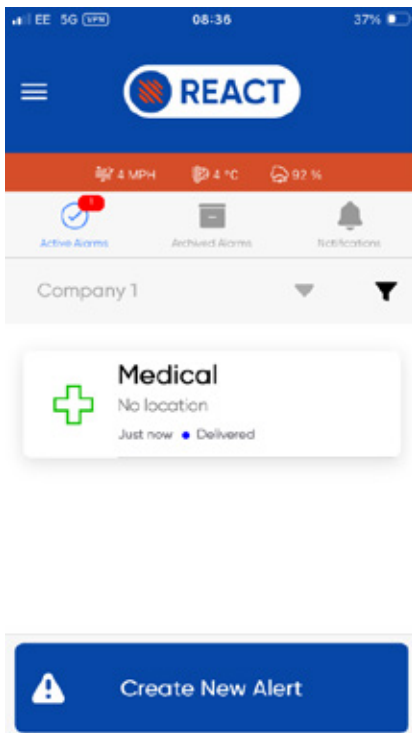 EE 5G VPN 08:36 37%
REACT
4 MPH 4 °C 92 %
1
Active Alarms Archived Alarms Notifications
Company 1
Medical
No location
Just now • Delivered
Create New Alert